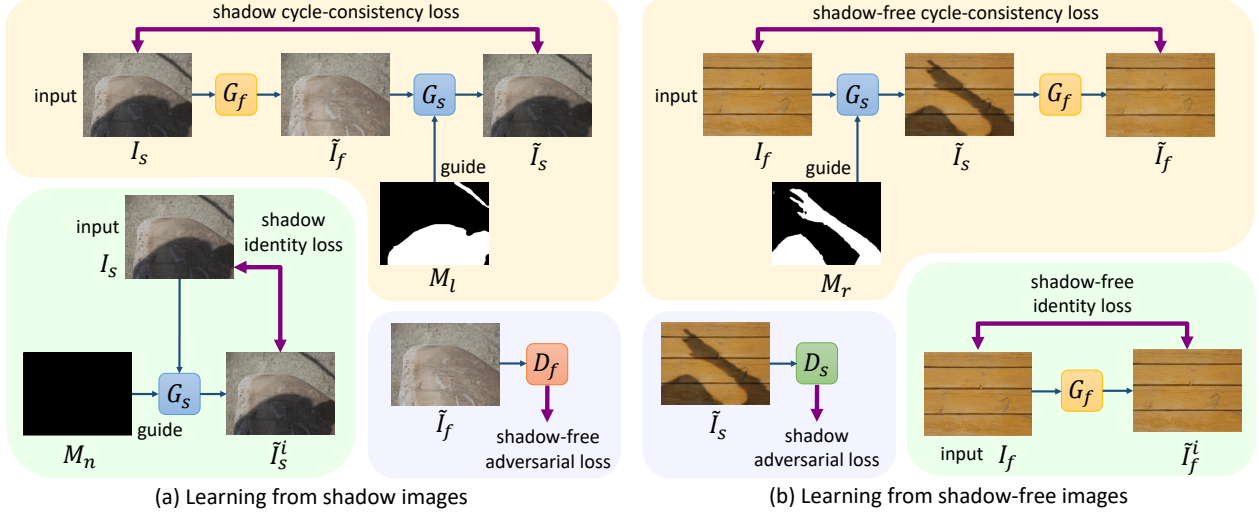 shadow cycle-consistency loss
input
G_f
G_s
I_s
Ĩ_f
Ĩ_s
guide
M_l
input
I_s
shadow
identity loss
G_s
guide
M_n
Ĩ_s^i
D_f
Ĩ_f
shadow-free
adversarial loss
(a) Learning from shadow images
shadow-free cycle-consistency loss
input
G_s
G_f
I_f
Ĩ_s
Ĩ_f
guide
M_r
D_s
Ĩ_s
shadow
adversarial loss
shadow-free
identity loss
G_f
input I_f
Ĩ_f^i
(b) Learning from shadow-free images